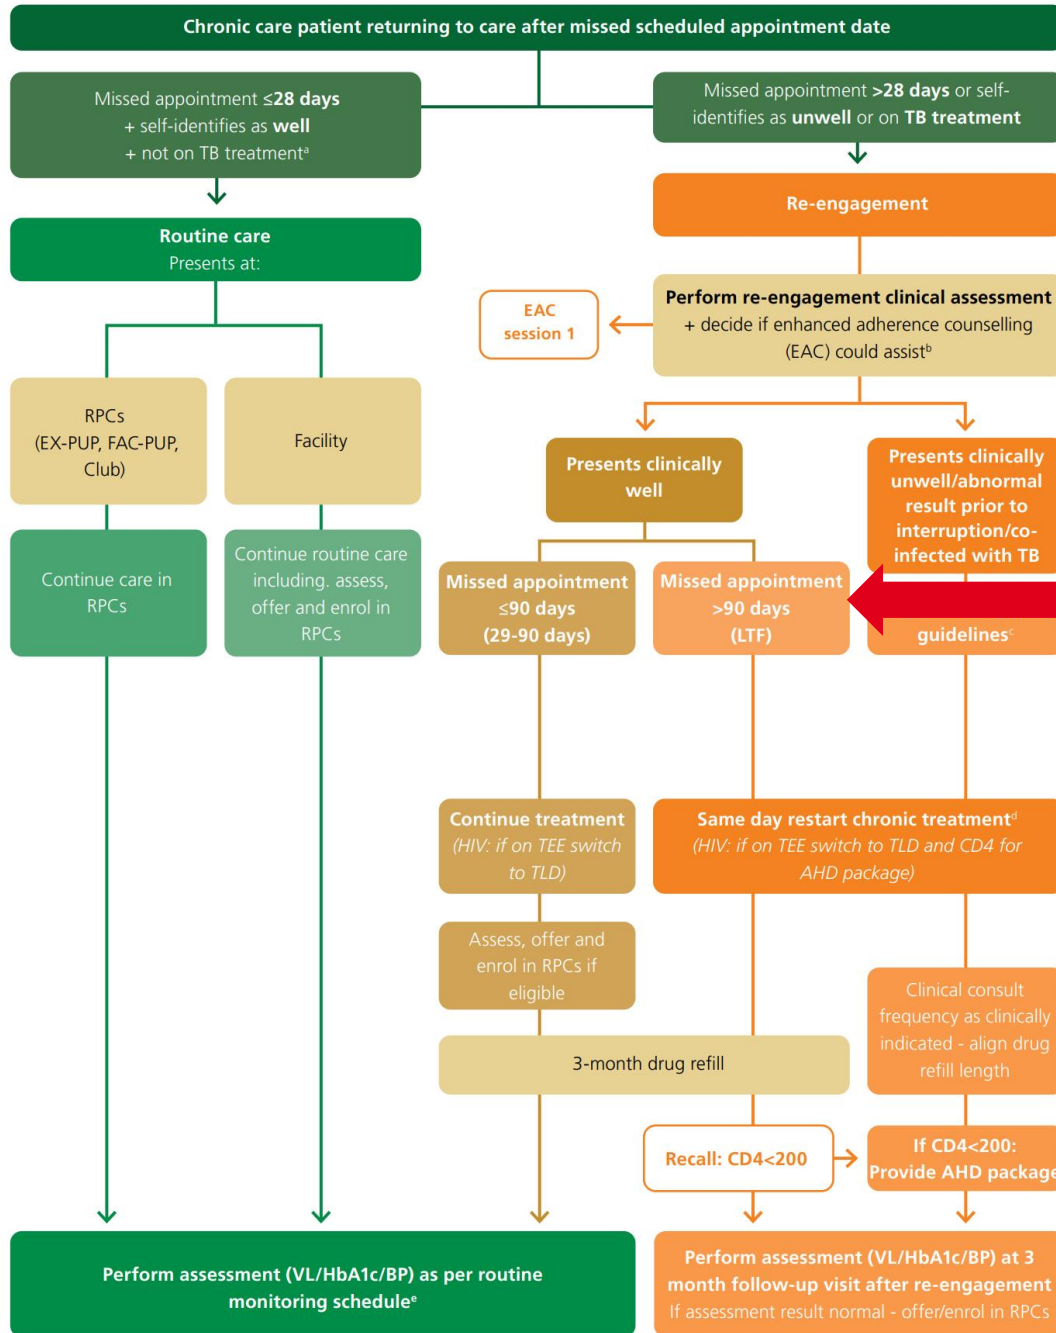 Chronic care patient returning to care after missed scheduled appointment date
Missed appointment ≤28 days
+ self-identifies as well
+ not on TB treatmentᵃ
Missed appointment >28 days or self-
identifies as unwell or on TB treatment
Routine care
Presents at:
Re-engagement
Perform re-engagement clinical assessment
+ decide if enhanced adherence counselling
(EAC) could assistᵇ
EAC
session 1
RPCs
(EX-PUP, FAC-PUP,
Club)
Facility
Presents clinically
well
Presents clinically
unwell/abnormal
result prior to
interruption/co-
infected with TB
Continue care in
RPCs
Continue routine care
including. assess,
offer and enrol in
RPCs
Missed appointment
≤90 days
(29-90 days)
Missed appointment
>90 days
(LTF)
guidelinesᶜ
Continue treatment
(HIV: if on TEE switch
to TLD)
Same day restart chronic treatmentᵈ
(HIV: if on TEE switch to TLD and CD4 for
AHD package)
Assess, offer and
enrol in RPCs if
eligible
Clinical consult
frequency as clinically
indicated - align drug
refill length
3-month drug refill
Recall: CD4<200
If CD4<200:
Provide AHD package
Perform assessment (VL/HbA1c/BP) as per routine
monitoring scheduleᵉ
Perform assessment (VL/HbA1c/BP) at 3
month follow-up visit after re-engagement
If assessment result normal - offer/enrol in RPCs